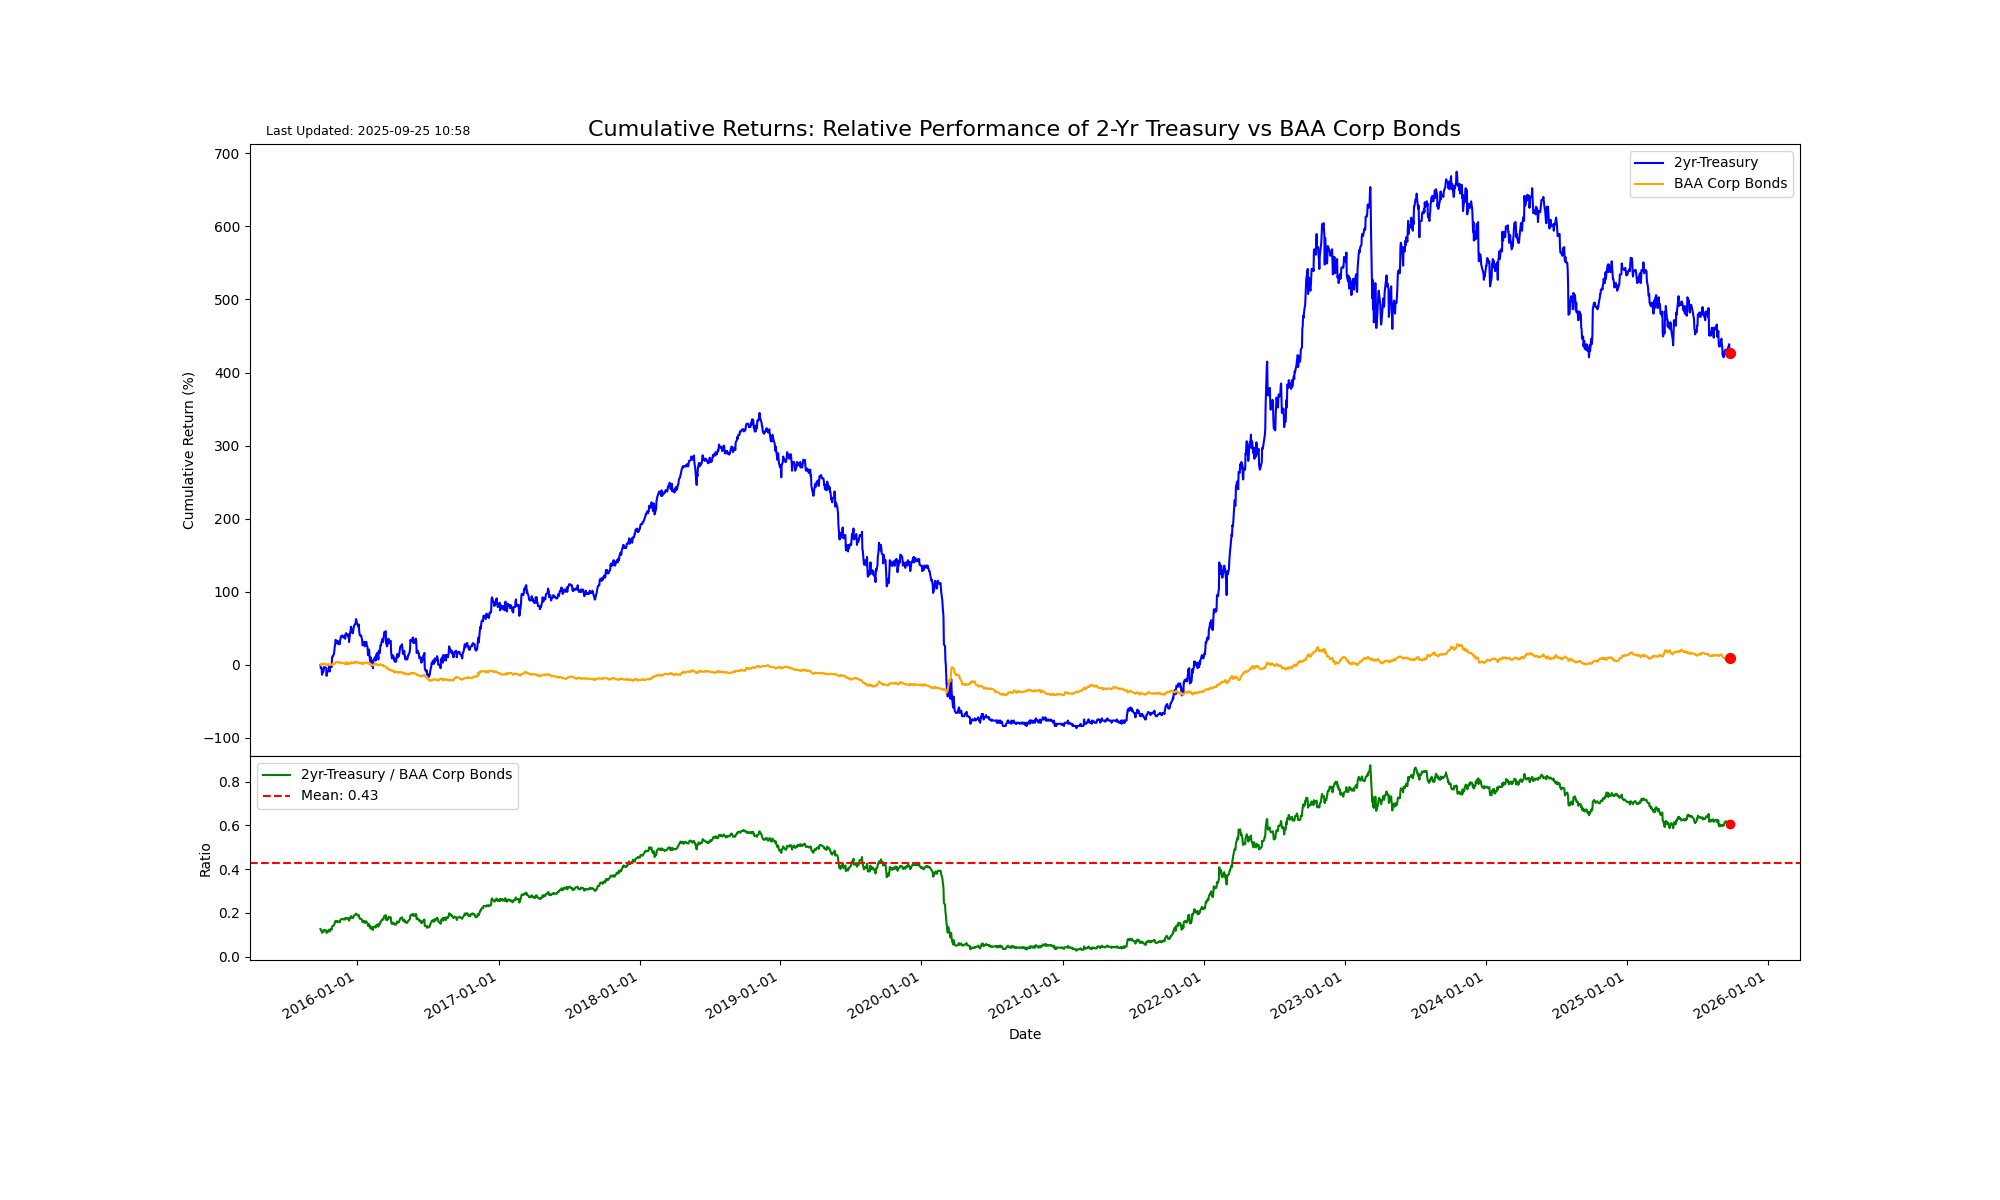 Last Updated: 2025-09-25 10:58
Cumulative Returns: Relative Performance of 2-Yr Treasury vs BAA Corp Bonds
2yr-Treasury
BAA Corp Bonds
Cumulative Return (%)
700
600
500
400
300
200
100
0
−100
2yr-Treasury / BAA Corp Bonds
Mean: 0.43
Ratio
0.8
0.6
0.4
0.2
0.0
2016-01-01
2017-01-01
2018-01-01
2019-01-01
2020-01-01
2021-01-01
2022-01-01
2023-01-01
2024-01-01
2025-01-01
2026-01-01
Date